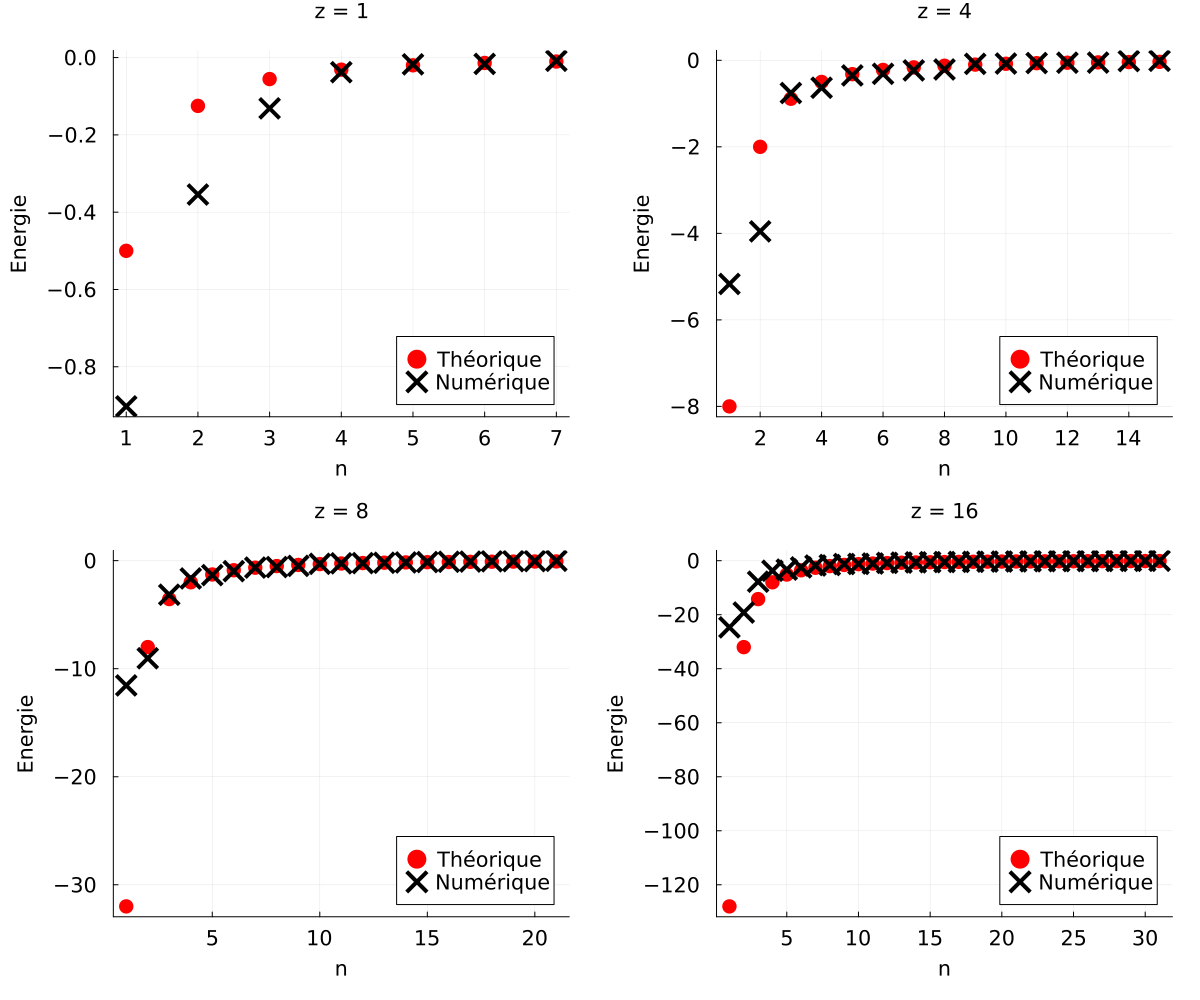 z = 1
0.0
−0.2
−0.4
−0.6
−0.8
Energie
1 2 3 4 5 6 7
n
Théorique
Numérique
z = 4
0
−2
−4
−6
−8
Energie
2 4 6 8 10 12 14
n
Théorique
Numérique
z = 8
0
−10
−20
−30
Energie
5 10 15 20
n
Théorique
Numérique
z = 16
0
−20
−40
−60
−80
−100
−120
Energie
5 10 15 20 25 30
n
Théorique
Numérique